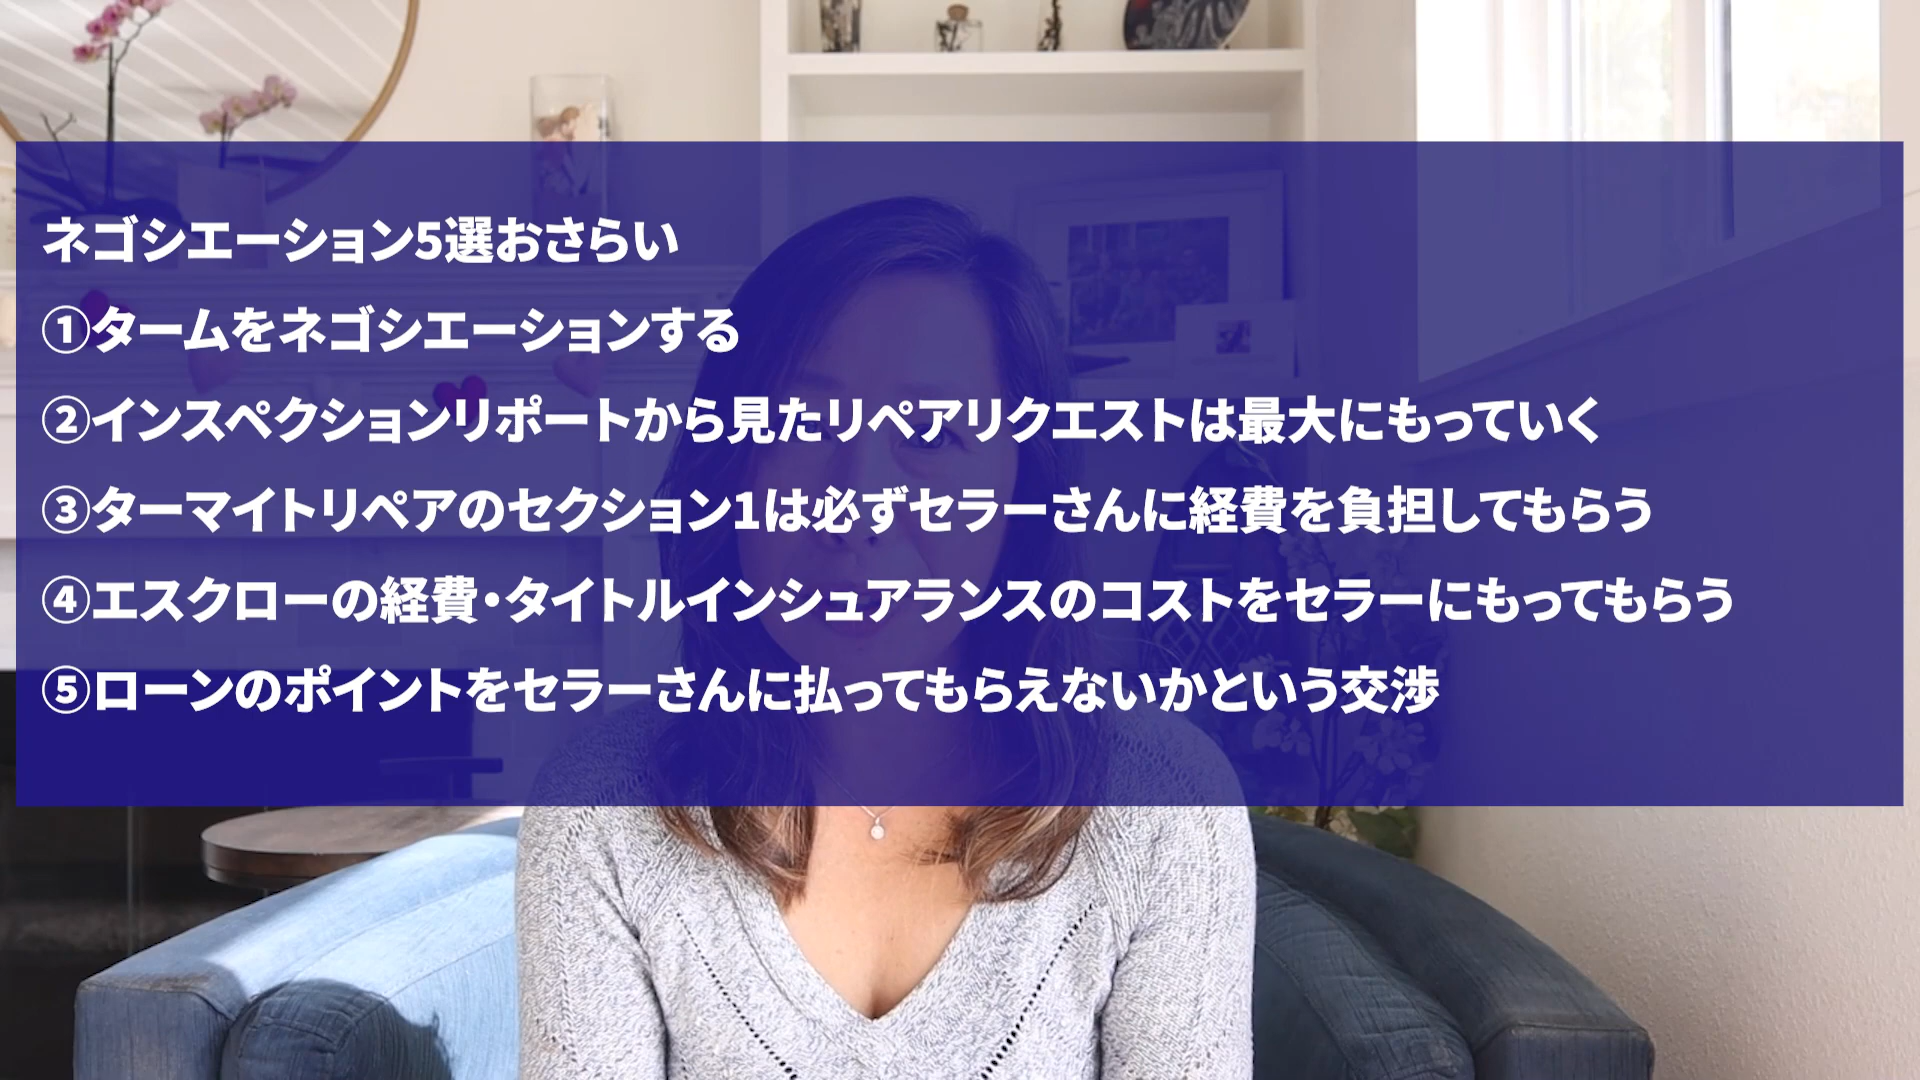 ネゴシエーション5選おさらい
①タームをネゴシエーションする
②インスペクションリポートから見たリペアリクエストは最大にもっていく
③ターマイトリペアのセクション1は必ずセラーさんに経費を負担してもらう
④エスクローの経費・タイトルインシュアランスのコストをセラーにもってもらう
⑤ローンのポイントをセラーさんに払ってもらえないかという交渉